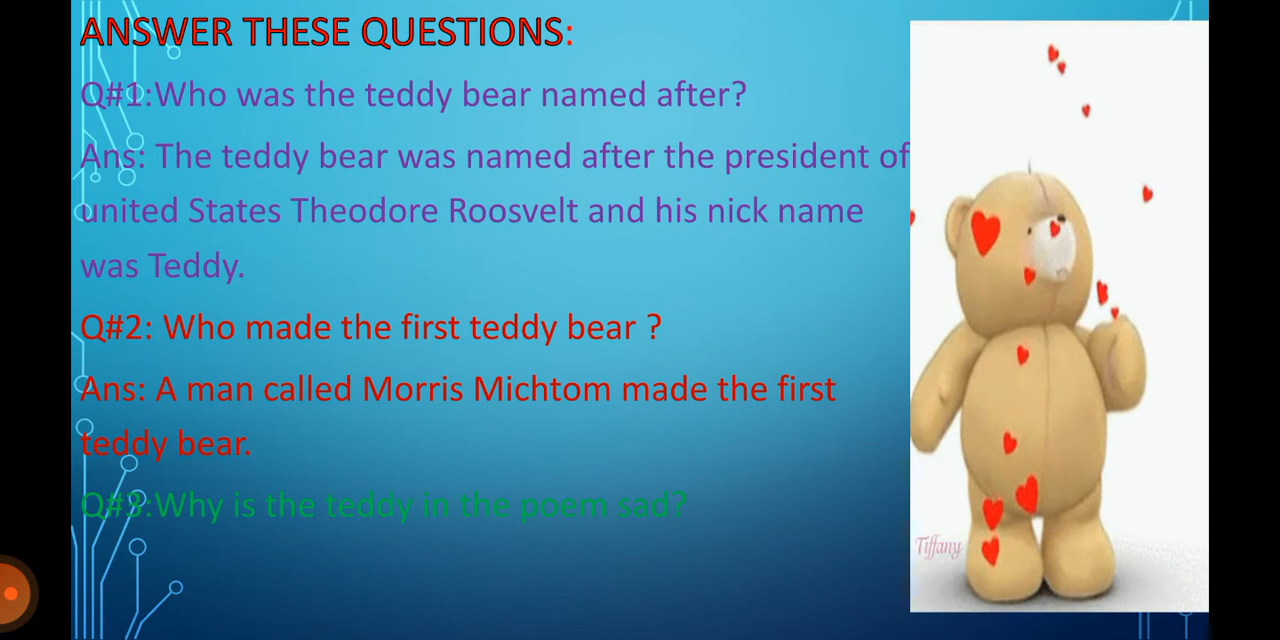 ANSWER THESE QUESTIONS:
Q#1:Who was the teddy bear named after?
Ans: The teddy bear was named after the president of
united States Theodore Roosvelt and his nick name
was Teddy.
Q#2: Who made the first teddy bear ?
Ans: A man called Morris Michtom made the first
teddy bear.
Q#3:Why is the teddy in the poem sad?
Tiffany